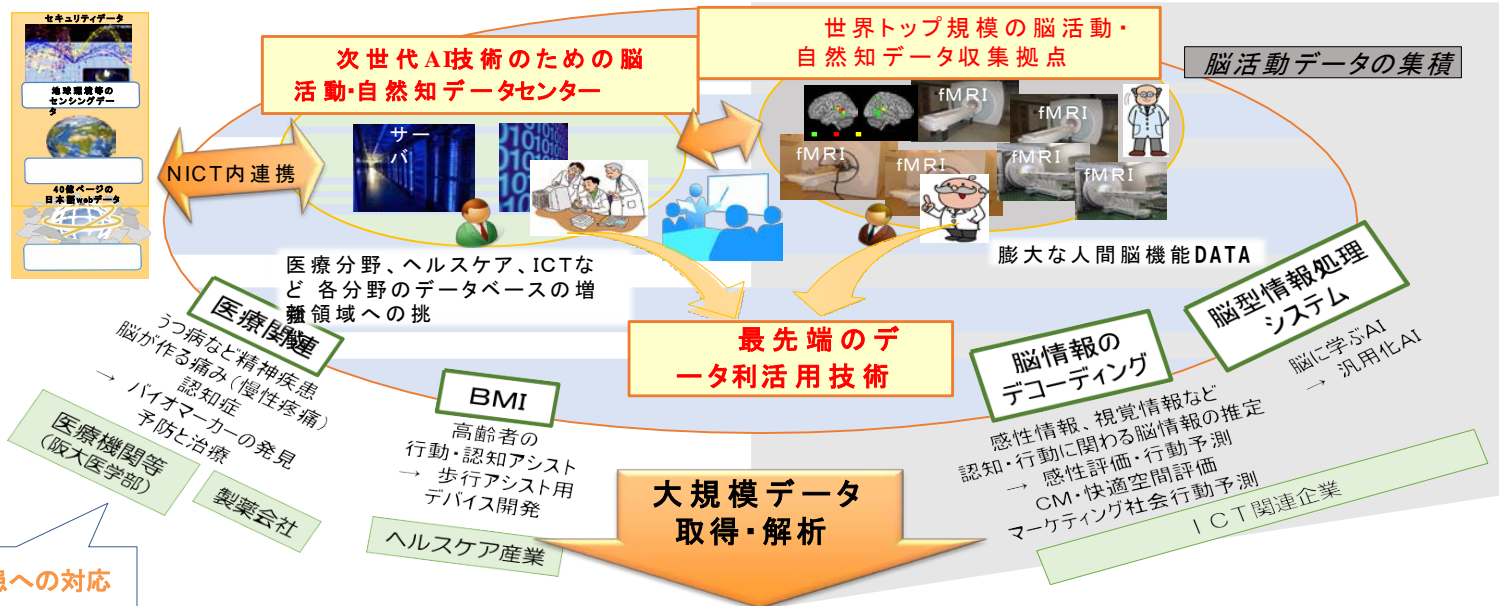 セキュリティデータ
地球環境等の
センシングデー
タ
40億ページの
日本語webデータ
NICT内連携
次世代AI技術のための脳
活動・自然知データセンター
サー
バ
世界トップ規模の脳活動・
自然知データ収集拠点
fMRI
fMRI
fMRI
fMRI
fMRI
fMRI
脳活動データの集積
膨大な人間脳機能DATA
医療分野、ヘルスケア、ICTな
ど 各分野のデータベースの増
領域への挑
最先端のデ
ータ利活用技術
医療関連
うつ病など精神疾患
脳が作る痛み(慢性疼痛)
認知症
→ バイオマーカーの発見
予防と治療
医療機関等
(阪大医学部)
製薬会社
BMI
高齢者の
行動・認知アシスト
→ 歩行アシスト用
デバイス開発
ヘルスケア産業
大規模データ
取得・解析
脳情報の
デコーディング
感性情報、視覚情報など
認知・行動に関わる脳情報の推定
→ 感性評価・行動予測
CM・快適空間評価
マーケティング社会行動予測
脳型情報処理
システム
脳に学ぶAI
→ 汎用化AI
ICT関連企業
患への対応